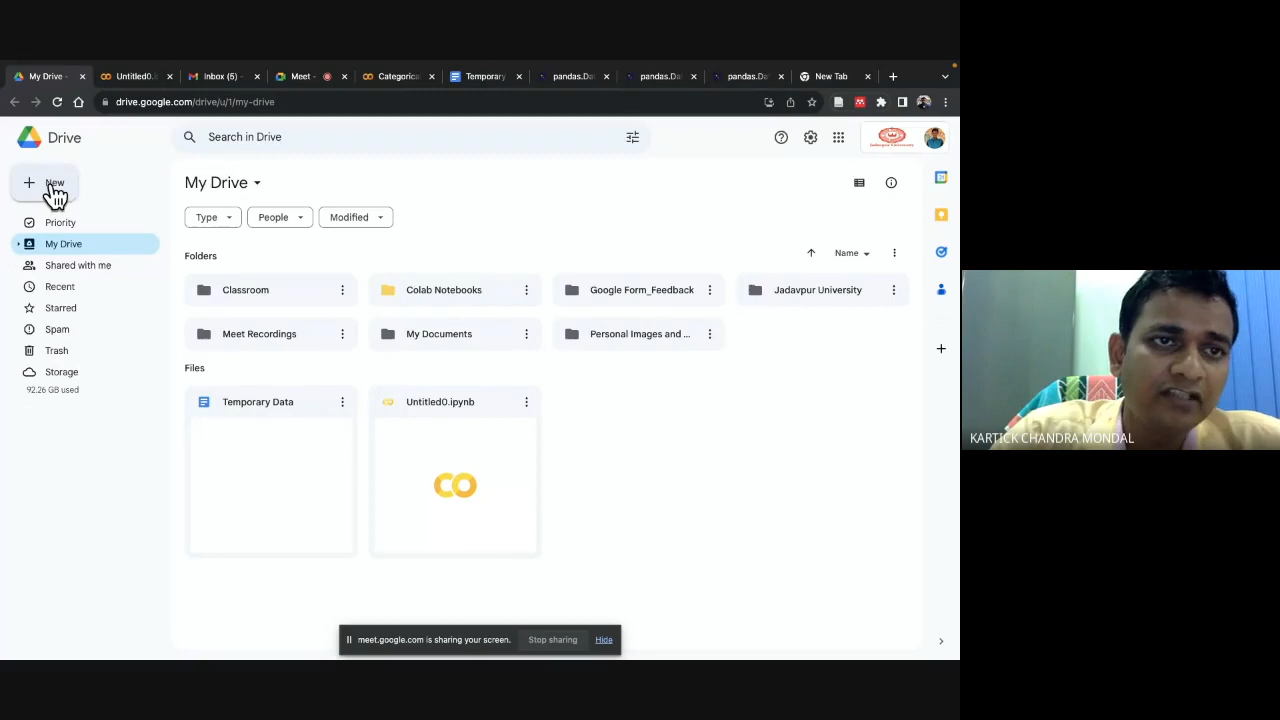 My Drive -
Untitled0.i
Inbox (5) -
Meet -
Categorica
Temporary
pandas.Da
pandas.Da
pandas.Da
New Tab
drive.google.com/drive/u/1/my-drive
Drive
Search in Drive
New
My Drive
Type
People
Modified
Priority
My Drive
Shared with me
Recent
Starred
Spam
Trash
Storage
92.26 GB used
Folders
Name
Classroom
Colab Notebooks
Google Form_Feedback
Jadavpur University
Meet Recordings
My Documents
Personal Images and ...
Files
Temporary Data
Untitled0.ipynb
meet.google.com is sharing your screen.
Stop sharing
Hide
KARTICK CHANDRA MONDAL